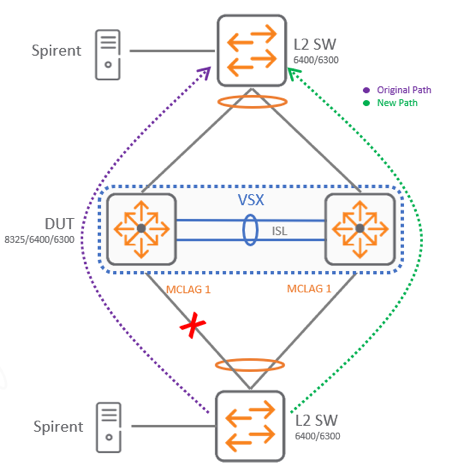 Spirent
L2 SW
6400/6300
Original Path
New Path
VSX
DUT
8325/6400/6300
ISL
MCLAG 1
MCLAG 1
Spirent
L2 SW
6400/6300